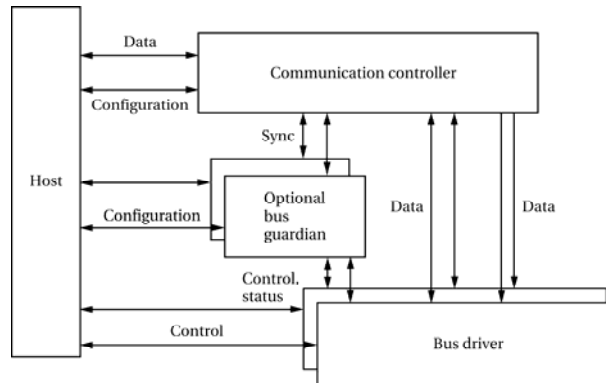 Data
Communication controller
Configuration
Sync
Host
Optional
bus
guardian
Configuration
Data
Data
Control,
status
Control
Bus driver